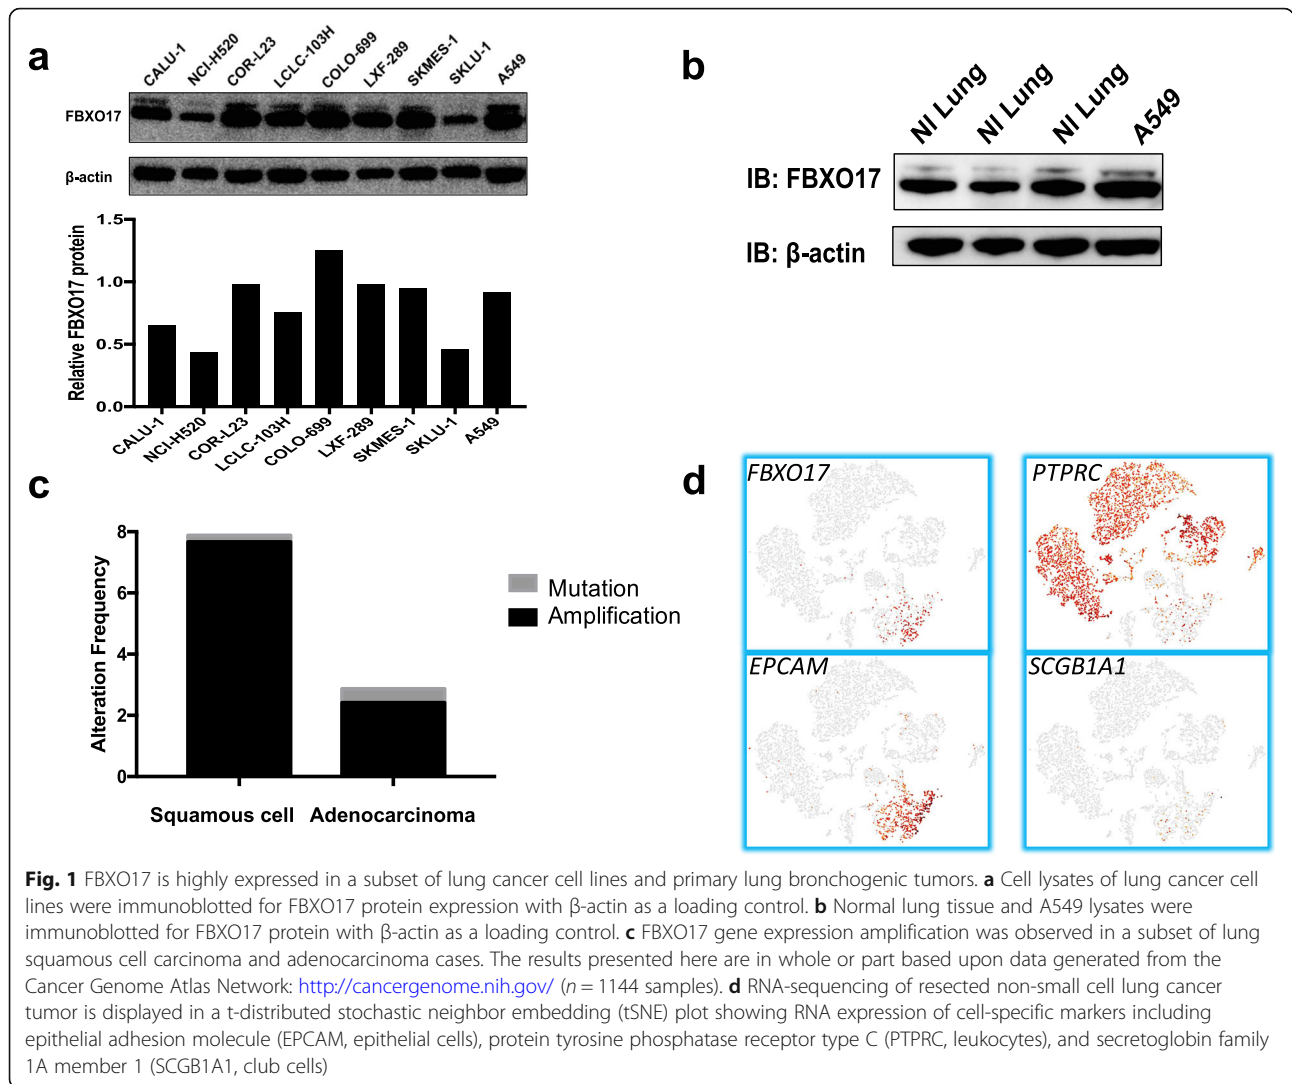 a
CALU-1 NCI-H520 COR-L23 LCLC-103H COLO-699 LXF-289 SKMES-1 SKLU-1 A549
FBXO17
β-actin
Relative FBXO17 protein
1.5
1.0
0.5
0.0
CALU-1 NCI-H520 COR-L23 LCLC-103H COLO-699 LXF-289 SKMES-1 SKLU-1 A549
b
NI Lung NI Lung NI Lung A549
IB: FBXO17
IB: β-actin
c
Alteration Frequency
8
6
4
2
0
Squamous cell Adenocarcinoma
Mutation
Amplification
d
FBXO17 PTPRC
EPCAM SCGB1A1
Fig. 1 FBXO17 is highly expressed in a subset of lung cancer cell lines and primary lung bronchogenic tumors. a Cell lysates of lung cancer cell
lines were immunoblotted for FBXO17 protein expression with β-actin as a loading control. b Normal lung tissue and A549 lysates were
immunoblotted for FBXO17 protein with β-actin as a loading control. c FBXO17 gene expression amplification was observed in a subset of lung
squamous cell carcinoma and adenocarcinoma cases. The results presented here are in whole or part based upon data generated from the
Cancer Genome Atlas Network: http://cancergenome.nih.gov/ (n = 1144 samples). d RNA-sequencing of resected non-small cell lung cancer
tumor is displayed in a t-distributed stochastic neighbor embedding (tSNE) plot showing RNA expression of cell-specific markers including
epithelial adhesion molecule (EPCAM, epithelial cells), protein tyrosine phosphatase receptor type C (PTPRC, leukocytes), and secretoglobin family
1A member 1 (SCGB1A1, club cells)